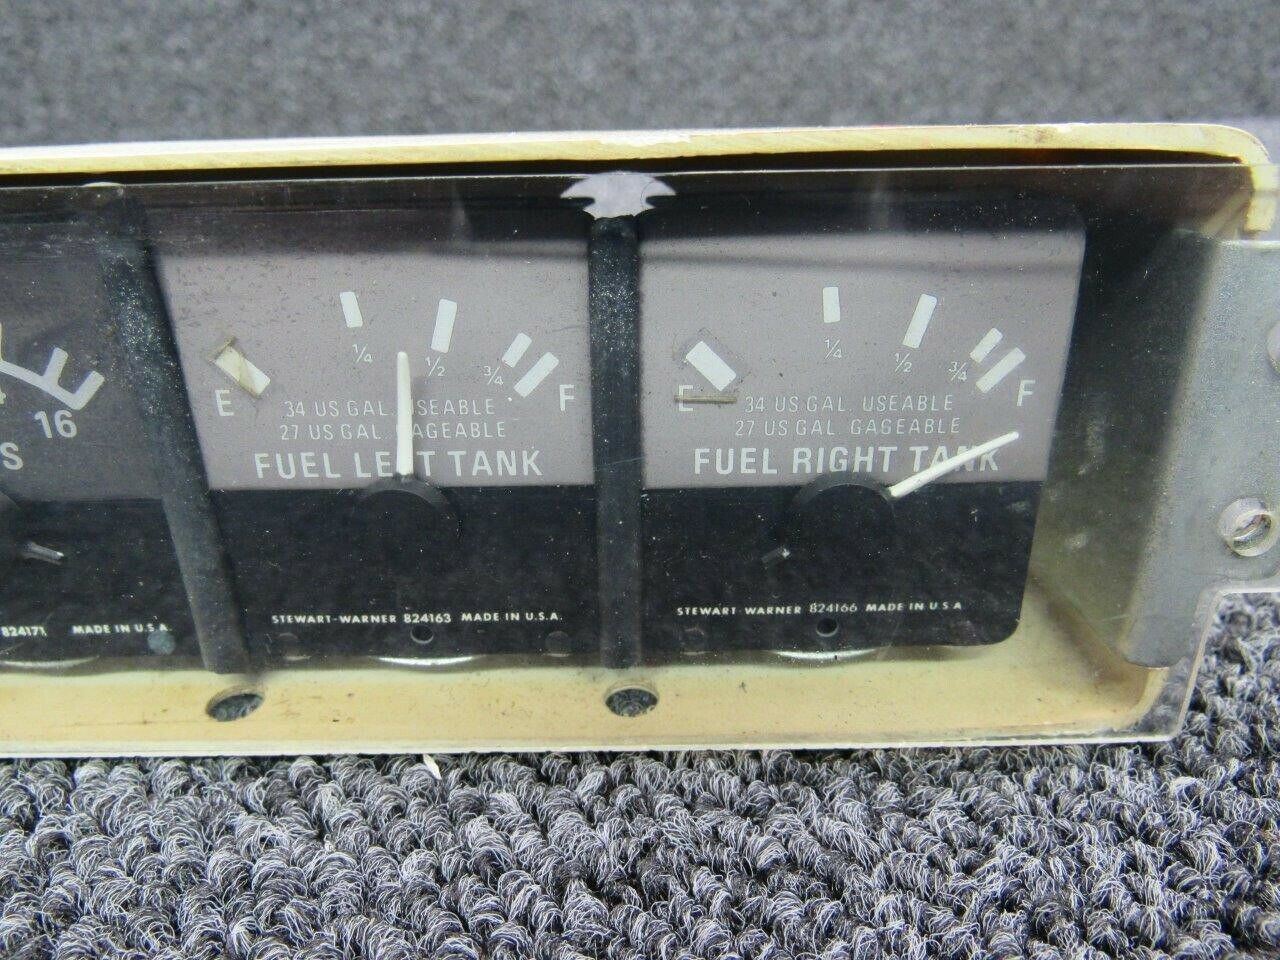 16
S
824171 MADE IN U.S.A.
E 1/4 1/2 3/4 F
34 US GAL. USEABLE
27 US GAL. GAGEABLE
FUEL LEFT TANK
STEWART-WARNER 824163 MADE IN U.S.A.
E 1/4 1/2 3/4 F
34 US GAL. USEABLE
27 US GAL. GAGEABLE
FUEL RIGHT TANK
STEWART-WARNER 824166 MADE IN U.S.A